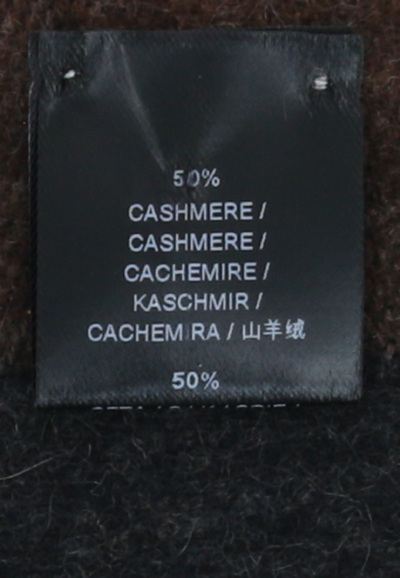 50%
CASHMERE /
CASHMERE /
CACHEMIRE /
KASCHMIR /
CACHEMIRA / 山羊绒
50%